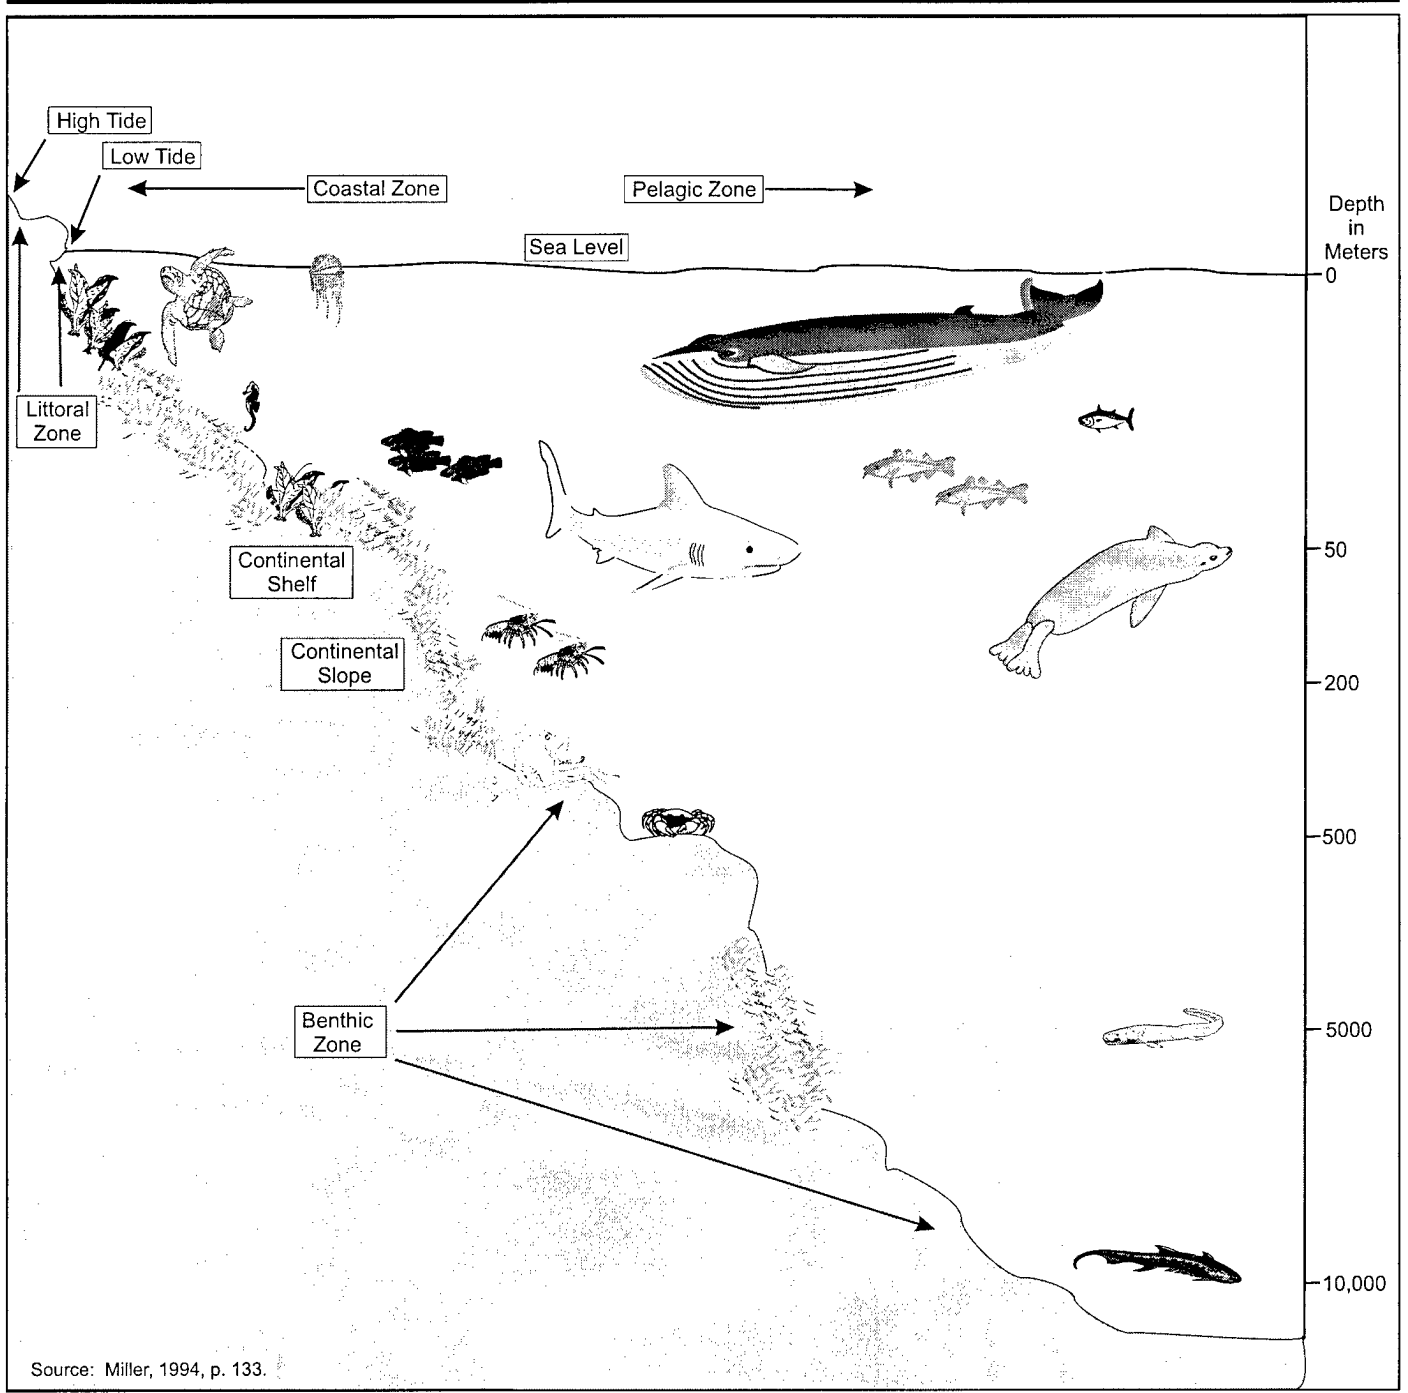 High Tide
Low Tide
Coastal Zone
Pelagic Zone
Sea Level
Depth
in
Meters
0
Littoral
Zone
50
Continental
Shelf
Continental
Slope
200
500
Benthic
Zone
5000
10,000
Source: Miller, 1994, p. 133.